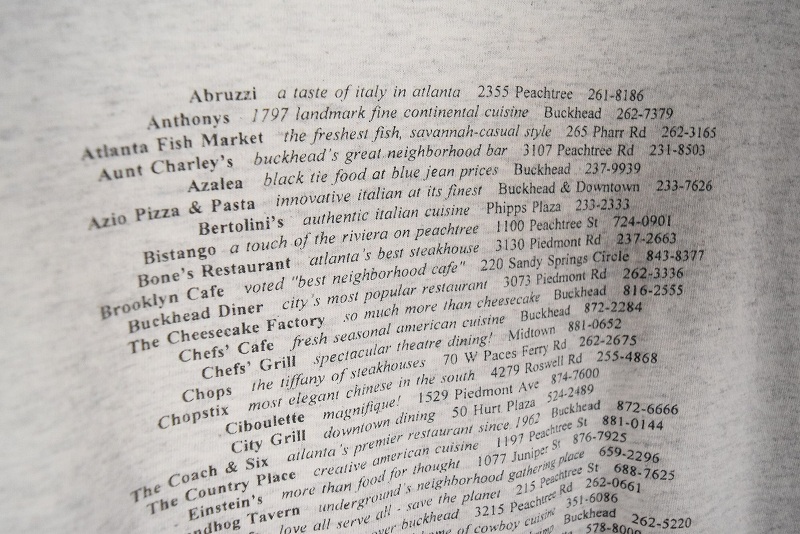 Abruzzi a taste of italy in atlanta 2355 Peachtree 261-8186
Anthonys 1797 landmark fine continental cuisine Buckhead 262-7379
Atlanta Fish Market the freshest fish, savannah-casual style 265 Pharr Rd 262-3165
Aunt Charley's buckhead's great neighborhood bar 3107 Peachtree Rd 231-8503
Azalea black tie food at blue jean prices Buckhead 237-9939
Azio Pizza & Pasta innovative italian at its finest Buckhead & Downtown 233-7626
Bertolini's authentic italian cuisine Phipps Plaza 233-2333
Bistango a touch of the riviera on peachtree 1100 Peachtree St 724-0901
Bone's Restaurant atlanta's best steakhouse 3130 Piedmont Rd 237-2663
Brooklyn Cafe voted "best neighborhood cafe" 220 Sandy Springs Circle 843-8377
Buckhead Diner city's most popular restaurant 3073 Piedmont Rd 262-3336
The Cheesecake Factory so much more than cheesecake Buckhead 816-2555
Chefs' Cafe fresh seasonal american cuisine Buckhead 872-2284
Chefs' Grill spectacular theatre dining! Midtown 881-0652
Chops the tiffany of steakhouses 70 W Paces Ferry Rd 262-2675
Chopstix most elegant chinese in the south 4279 Roswell Rd 255-4868
Ciboulette magnifique! 1529 Piedmont Ave 874-7600
City Grill downtown dining 50 Hurt Plaza 524-2489
The Coach & Six atlanta's premier restaurant since 1962 Buckhead 872-6666
The Country Place creative american cuisine 1197 Peachtree St 881-0144
Einstein's more than food for thought 1077 Juniper St 876-7925
Tavern underground's neighborhood gathering place 659-2296
love all serve all - save the planet 215 Peachtree St 688-7625
over buckhead 3215 Peachtree Rd 262-0661
home of cowboy cuisine 351-6086
Buckhead 262-5220